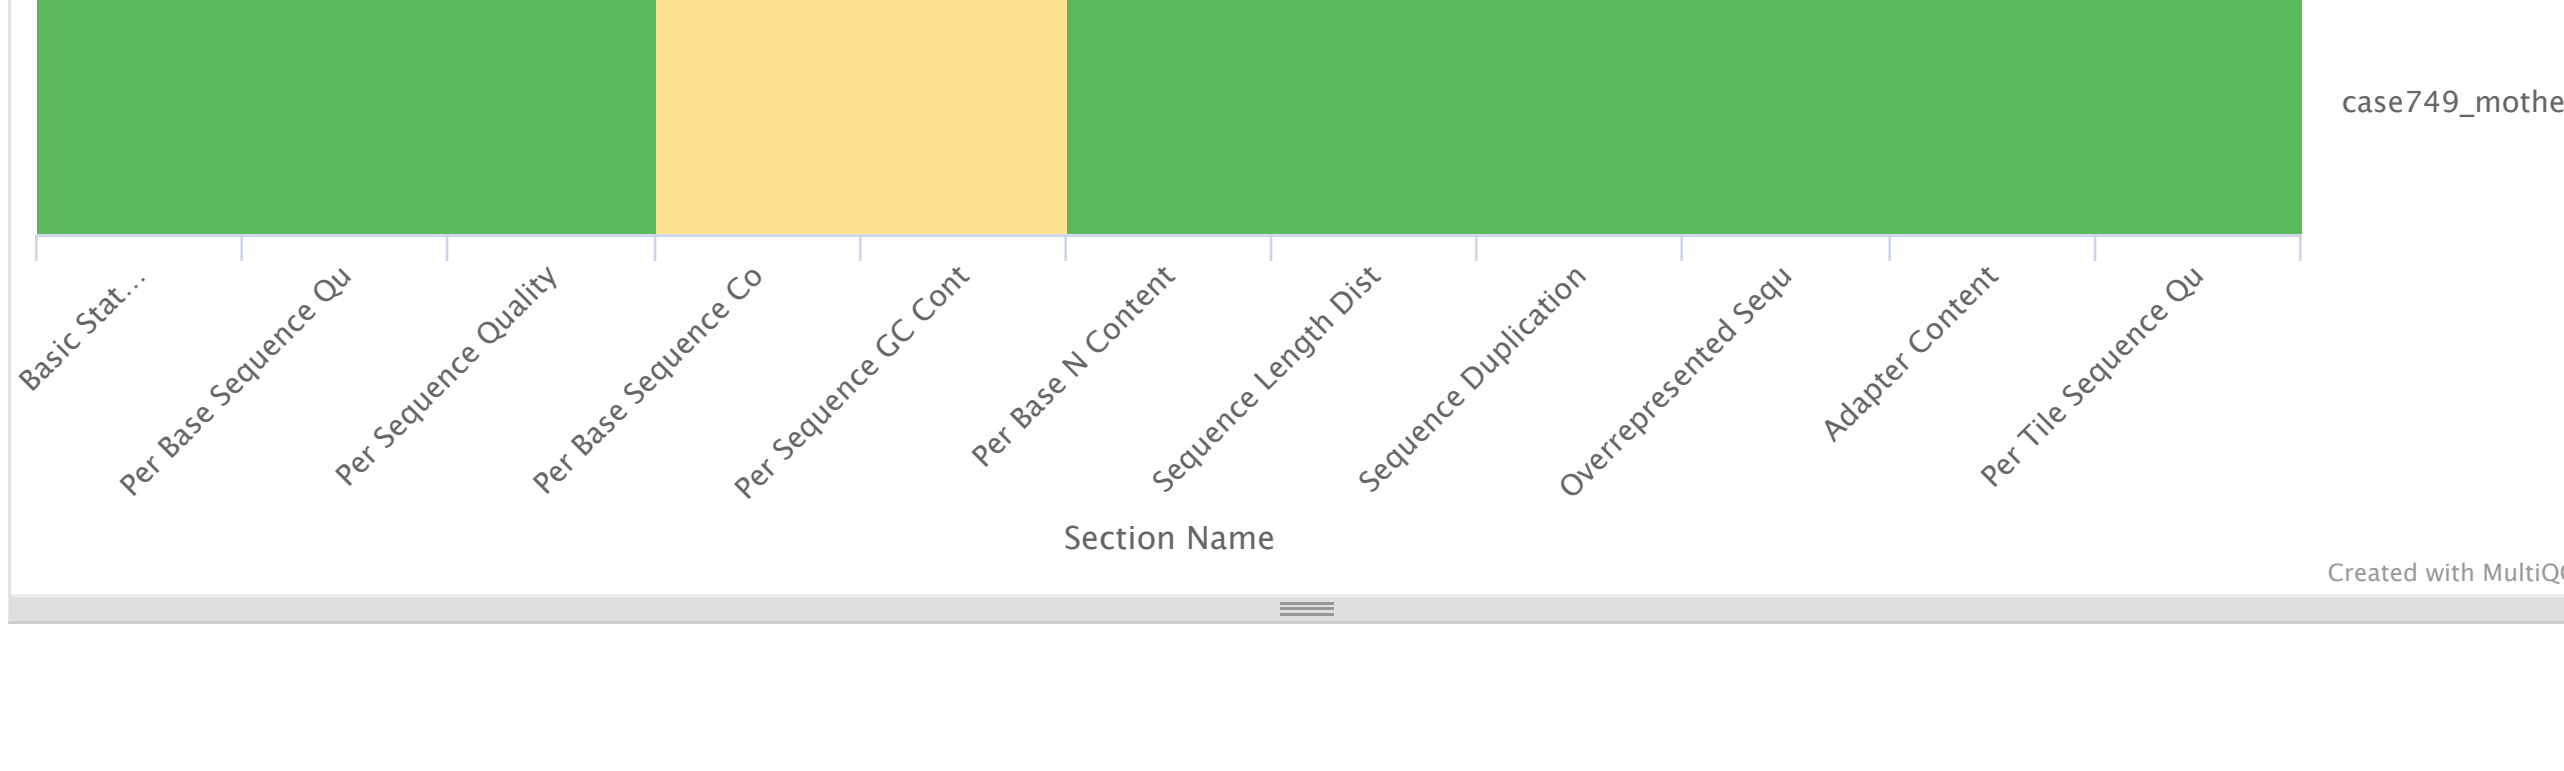 case749_mothe
Basic Stat...
Per Base Sequence Qu
Per Sequence Quality
Per Base Sequence Co
Per Sequence GC Cont
Per Base N Content
Sequence Length Dist
Sequence Duplication
Overrepresented Sequ
Adapter Content
Per Tile Sequence Qu
Section Name
Created with MultiQC